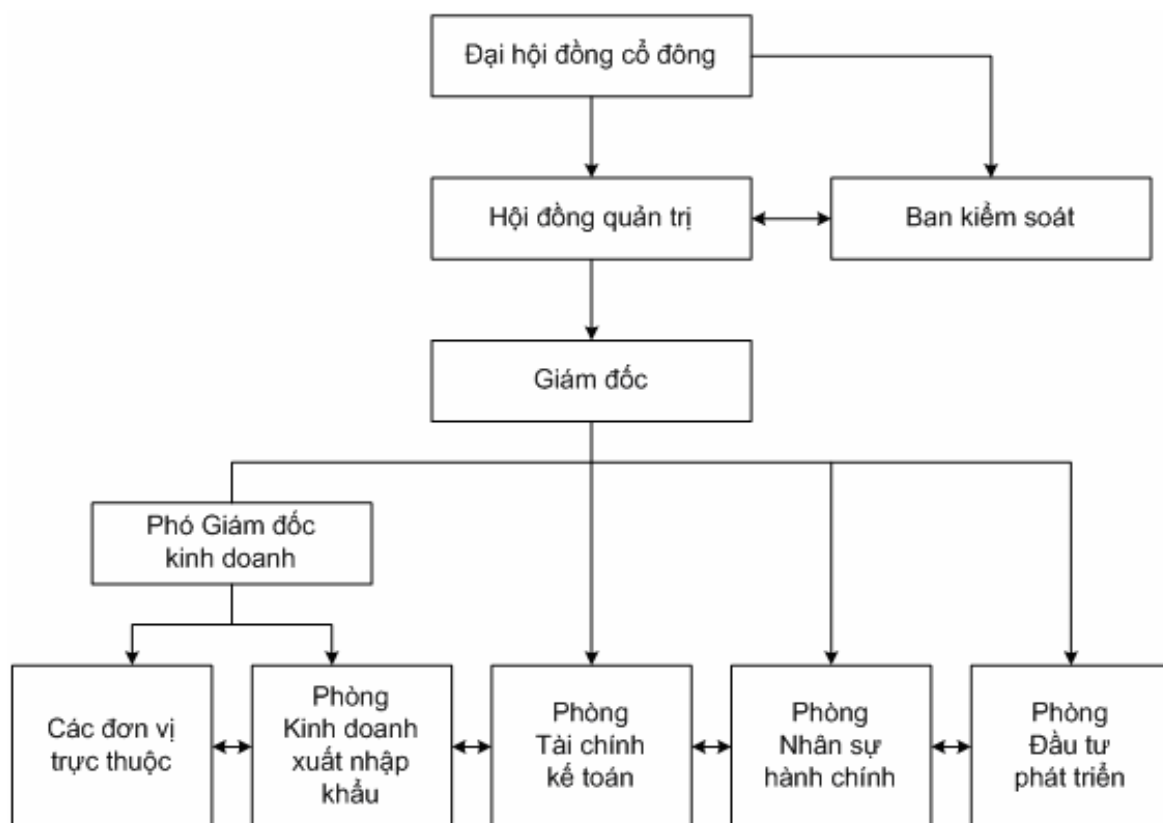 Đại hội đồng cổ đông
Hội đồng quản trị
Ban kiểm soát
Giám đốc
Phó Giám đốc
kinh doanh
Các đơn vị
trực thuộc
Phòng
Kinh doanh
xuất nhập
khẩu
Phòng
Tài chính
kế toán
Phòng
Nhân sự
hành chính
Phòng
Đầu tư
phát triển